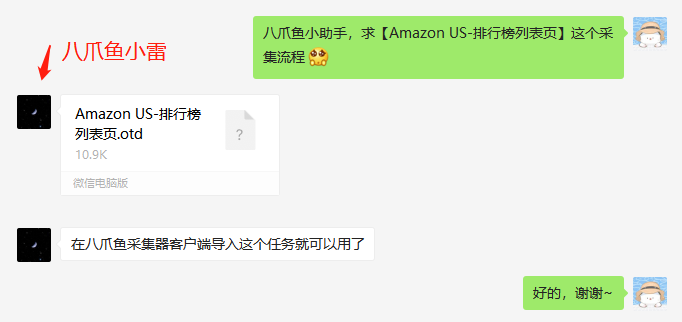 八爪鱼小助手，求【Amazon US-排行榜列表页】这个采
集流程
八爪鱼小雷
Amazon US-排行榜
列表页.otd
10.9K
?
微信电脑版
在八爪鱼采集器客户端导入这个任务就可以用了
好的，谢谢~